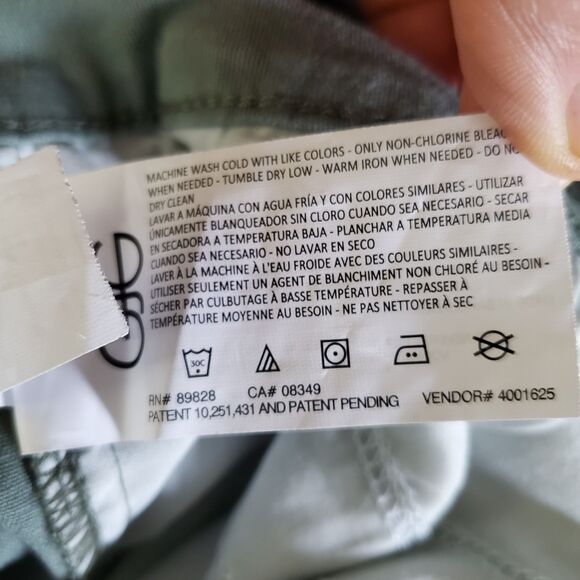 MACHINE WASH COLD WITH LIKE COLORS - ONLY NON-CHLORINE BLEAC
WHEN NEEDED - TUMBLE DRY LOW - WARM IRON WHEN NEEDED - DO NO
DRY CLEAN
LAVAR A MÁQUINA CON AGUA FRÍA Y CON COLORES SIMILARES - UTILIZAR
ÚNICAMENTE BLANQUEADOR SIN CLORO CUANDO SEA NECESARIO - SECAR
EN SECADORA A TEMPERATURA BAJA - PLANCHAR A TEMPERATURA MEDIA
CUANDO SEA NECESARIO - NO LAVAR EN SECO
LAVER À LA MACHINE À L'EAU FROIDE AVEC DES COULEURS SIMILAIRES -
UTILISER SEULEMENT UN AGENT DE BLANCHIMENT NON CHLORÉ AU BESOIN -
SÉCHER PAR CULBUTAGE À BASSE TEMPÉRATURE - REPASSER À
TEMPÉRATURE MOYENNE AU BESOIN - NE PAS NETTOYER À SEC
30C
RN# 89828 CA# 08349
PATENT 10,251,431 AND PATENT PENDING VENDOR# 4001625